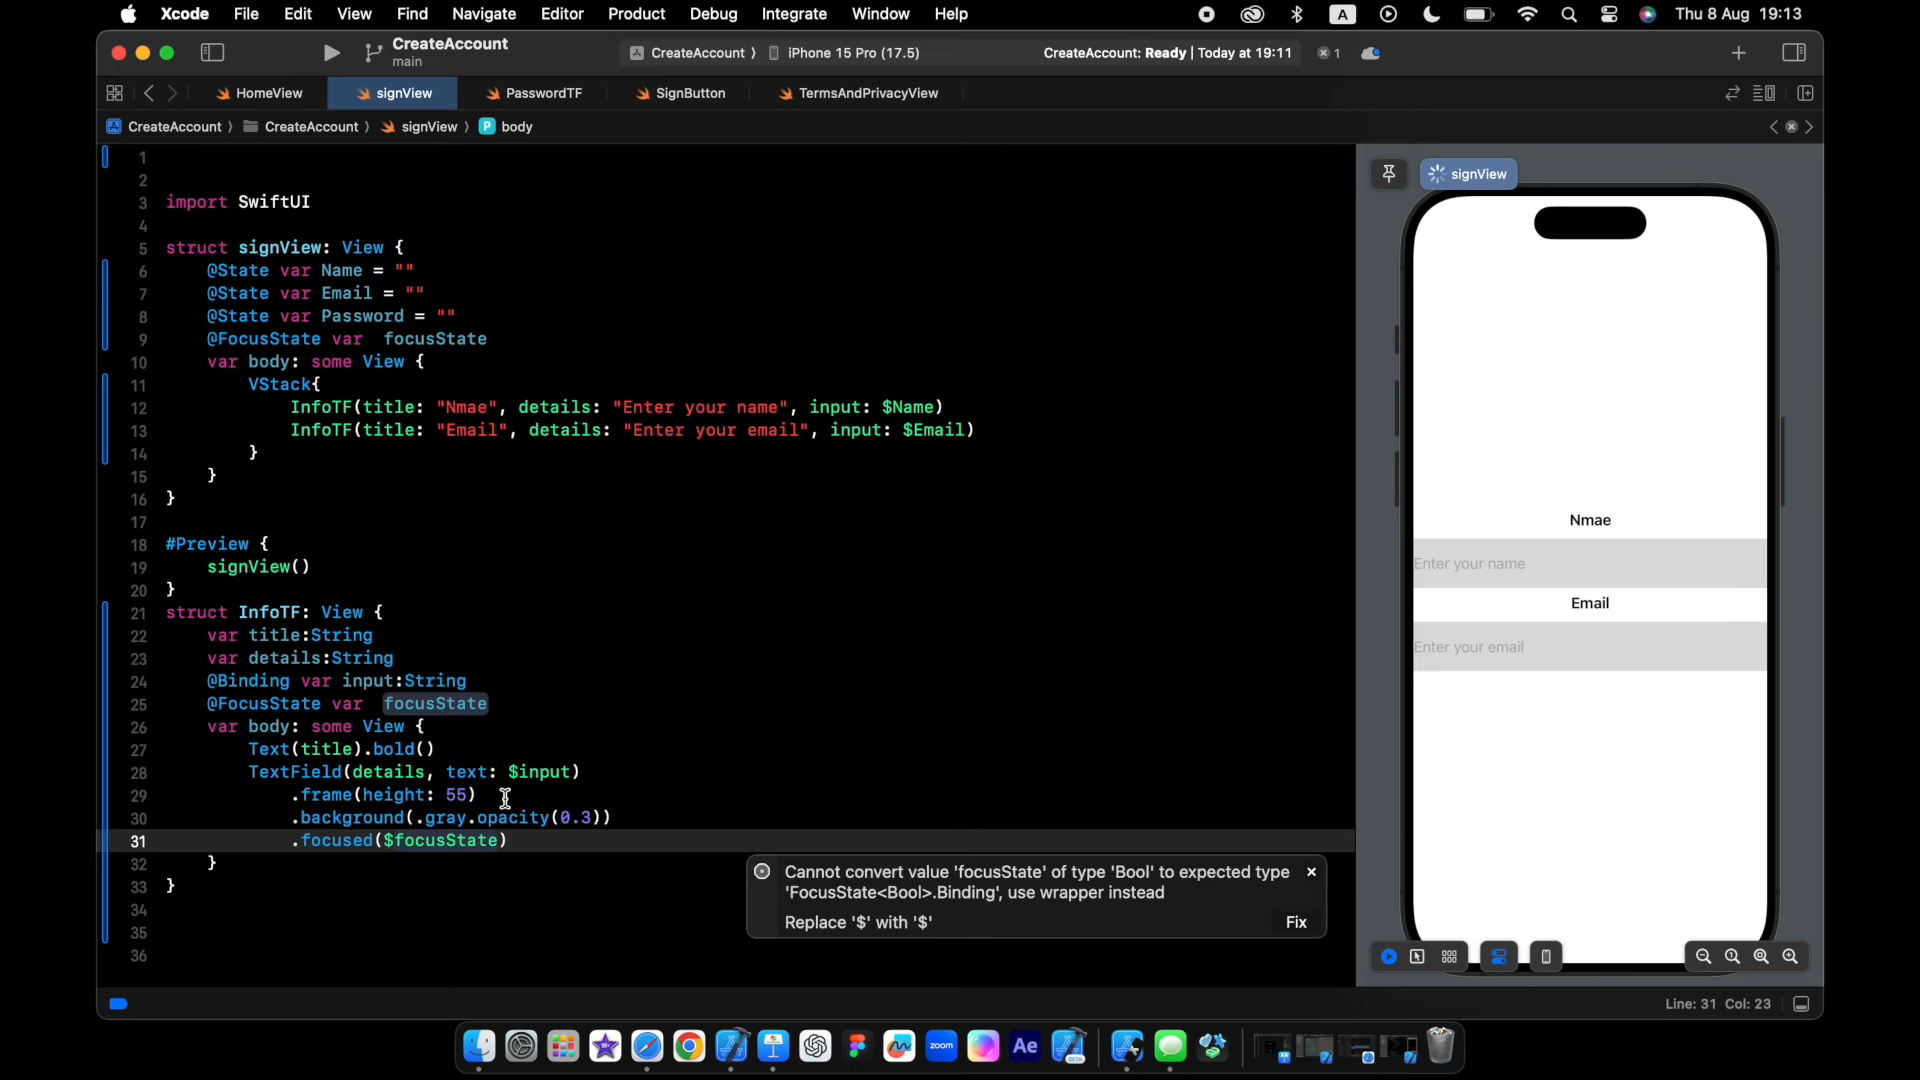 Xcode File Edit View Find Navigate Editor Product Debug Integrate Window Help A Thu 8 Aug 19:13
CreateAccount
main
CreateAccount 〉 iPhone 15 Pro (17.5) CreateAccount: Ready | Today at 19:11 1
HomeView signView PasswordTF SignButton TermsAndPrivacyView
CreateAccount 〉 CreateAccount 〉 signView 〉 P body
1
2
3 import SwiftUI
4
5 struct signView: View {
6 @State var Name = ""
7 @State var Email = ""
8 @State var Password = ""
9 @FocusState var focusState
10 var body: some View {
11 VStack{
12 InfoTF(title: "Nmae", details: "Enter your name", input: $Name)
13 InfoTF(title: "Email", details: "Enter your email", input: $Email)
14 }
15 }
16 }
17
18 #Preview {
19 signView()
20 }
21 struct InfoTF: View {
22 var title:String
23 var details:String
24 @Binding var input:String
25 @FocusState var focusState
26 var body: some View {
27 Text(title).bold()
28 TextField(details, text: $input)
29 .frame(height: 55)
30 .background(.gray.opacity(0.3))
31 .focused($focusState)
32 }
33 }
34
35
36
Cannot convert value 'focusState' of type 'Bool' to expected type
'FocusState<Bool>.Binding', use wrapper instead
Replace '$' with '$' Fix
signView
Nmae
Enter your name
Email
Enter your email
Line: 31 Col: 23
zoom Ae
BETA